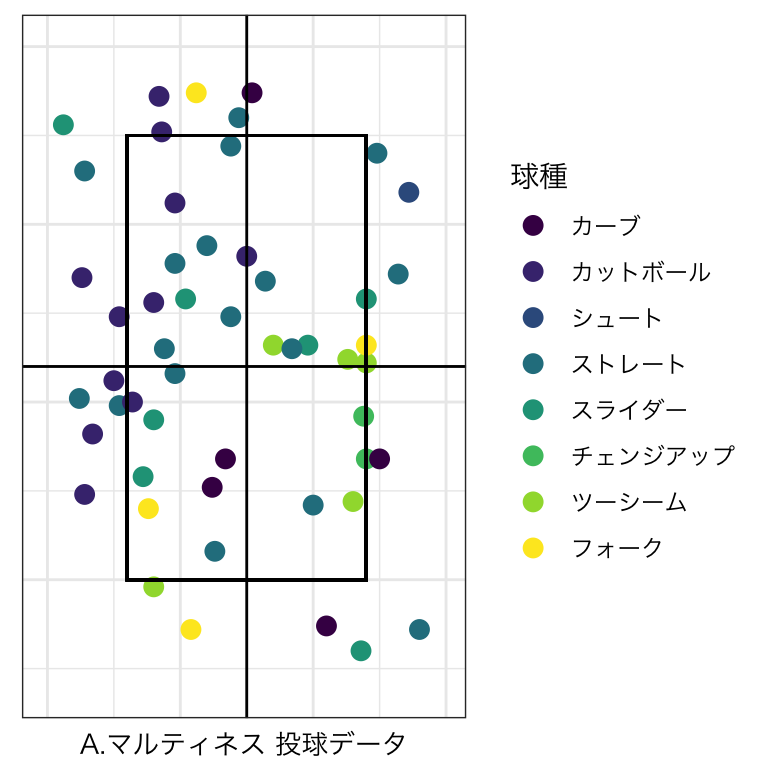 球種
カーブ
カットボール
シュート
ストレート
スライダー
チェンジアップ
ツーシーム
フォーク
A.マルティネス 投球データ